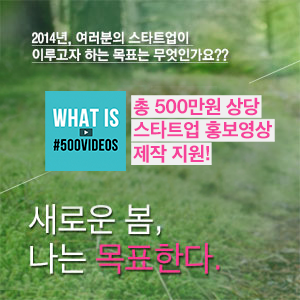 2014년, 여러분의 스타트업이
이루고자 하는 목표는 무엇인가요??
WHAT IS
#500VIDEOS
총 500만원 상당
스타트업 홍보영상
제작 지원!
새로운 봄,
나는 목표한다.